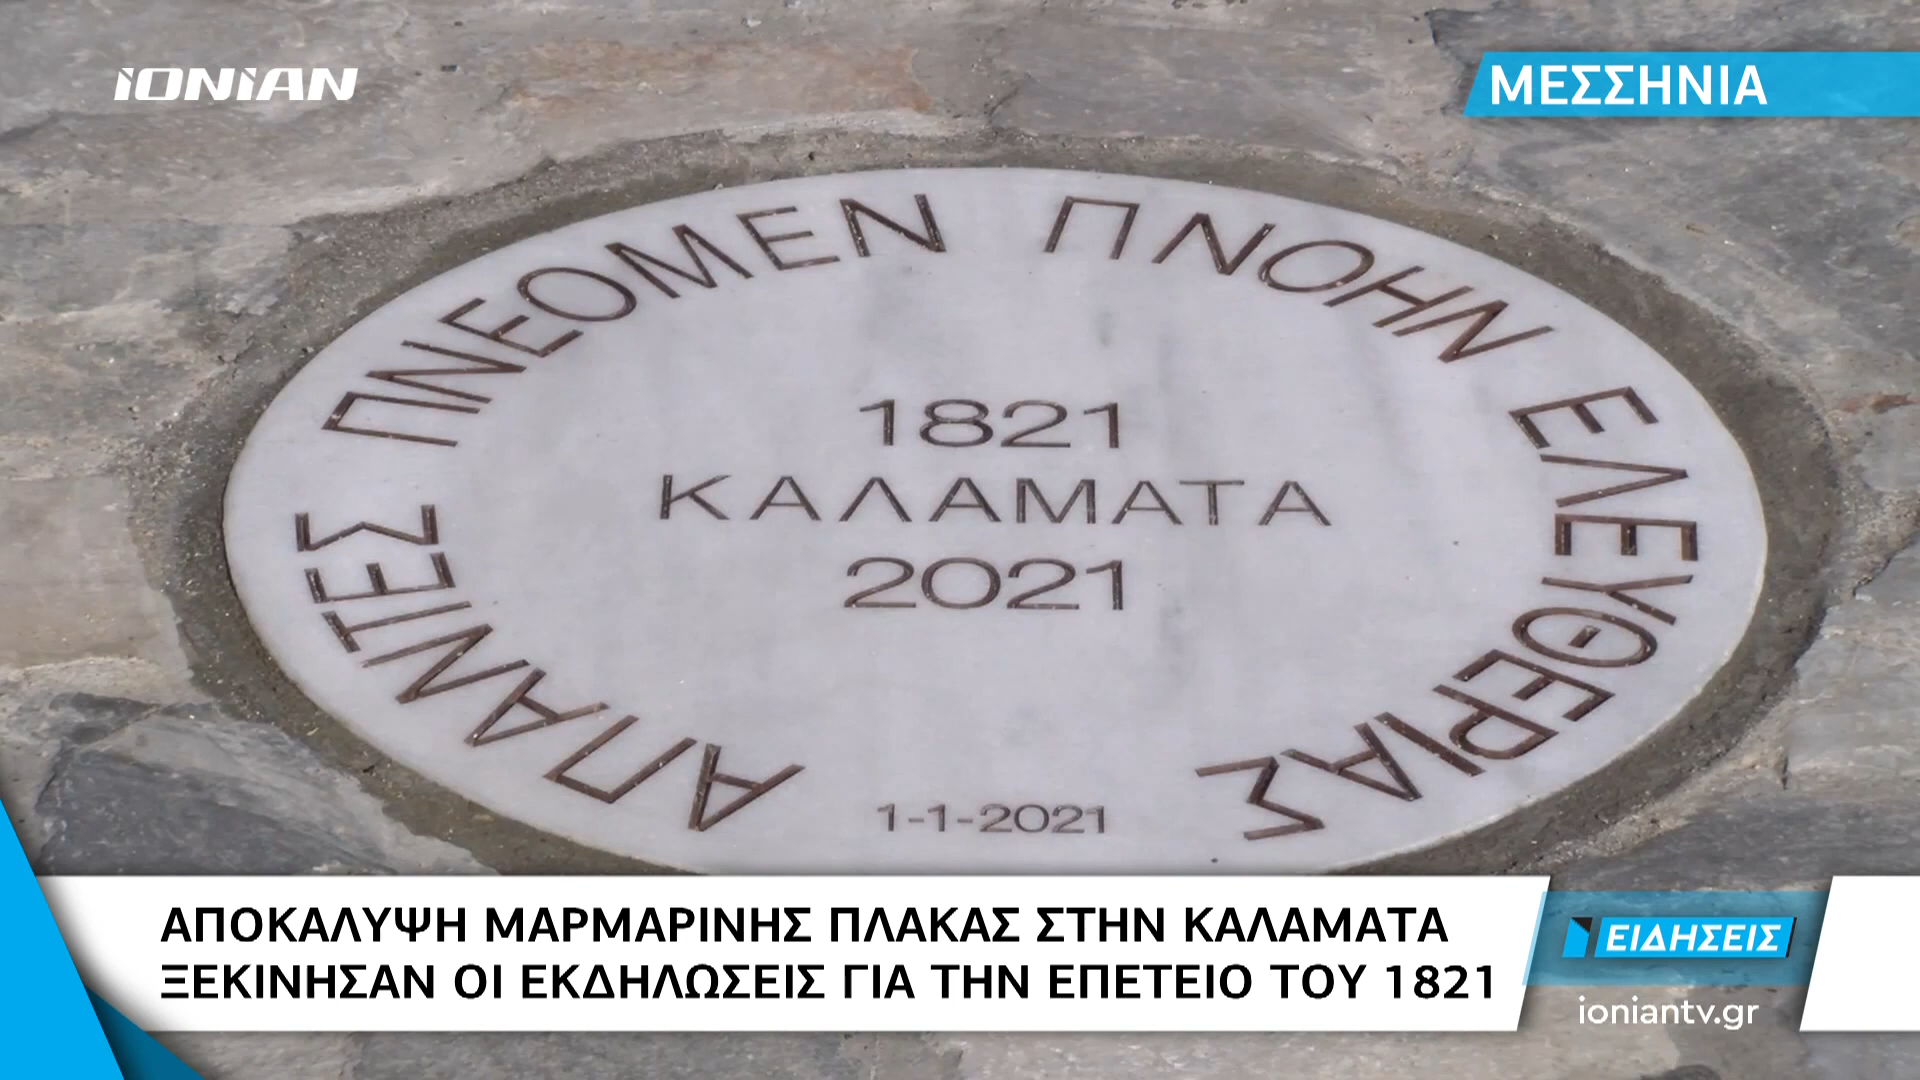 IONIAN
ΜΕΣΣΗΝΙΑ
ΑΠΑΝΤΕΣ ΠΝΕΟΜΕΝ ΠΝΟΗΝ ΕΛΕΥΘΕΡΙΑΣ
1821
ΚΑΛΑΜΑΤΑ
2021
1-1-2021
ΑΠΟΚΑΛΥΨΗ ΜΑΡΜΑΡΙΝΗΣ ΠΛΑΚΑΣ ΣΤΗΝ ΚΑΛΑΜΑΤΑ
ΞΕΚΙΝΗΣΑΝ ΟΙ ΕΚΔΗΛΩΣΕΙΣ ΓΙΑ ΤΗΝ ΕΠΕΤΕΙΟ ΤΟΥ 1821
ΕΙΔΗΣΕΙΣ
ioniantv.gr